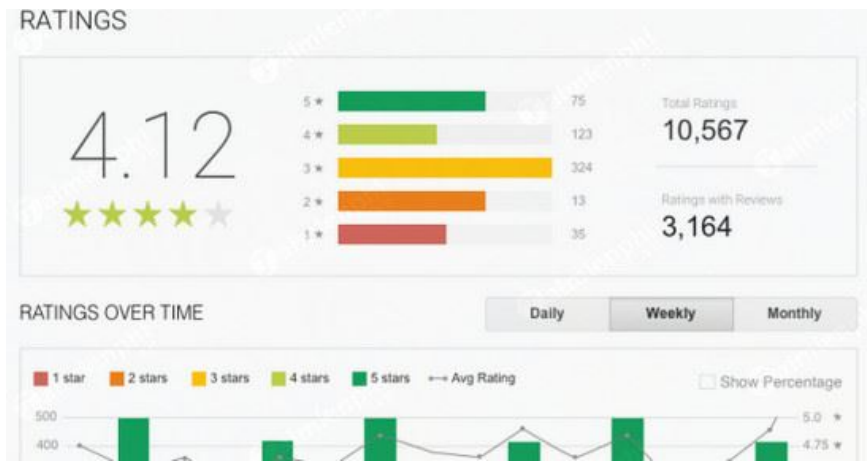 RATINGS
4.12
5 ★ 75
4 ★ 123
3 ★ 324
2 ★ 13
1 ★ 35
Total Ratings
10,567
Ratings with Reviews
3,164
RATINGS OVER TIME
Daily Weekly Monthly
1 star 2 stars 3 stars 4 stars 5 stars Avg Rating
Show Percentage
500 5.0 ★
400 4.75 ★